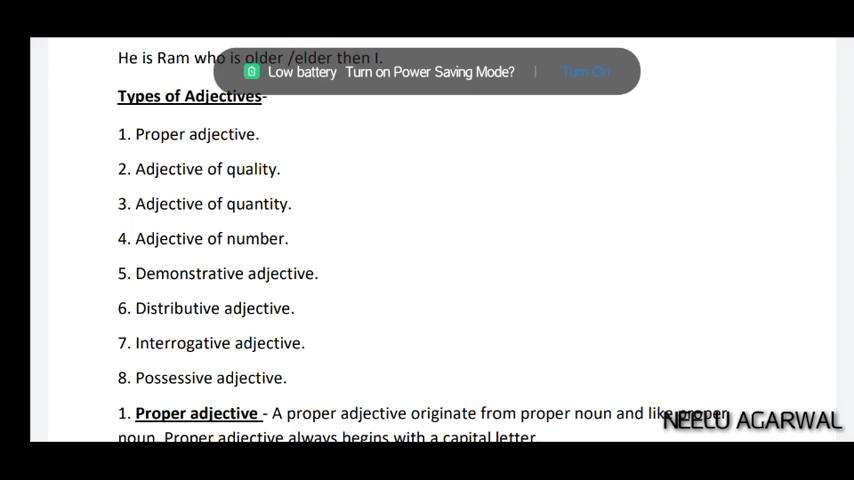 He is Ram who is older /elder then I.
Low battery Turn on Power Saving Mode? | Turn On
Types of Adjectives-
1. Proper adjective.
2. Adjective of quality.
3. Adjective of quantity.
4. Adjective of number.
5. Demonstrative adjective.
6. Distributive adjective.
7. Interrogative adjective.
8. Possessive adjective.
1. Proper adjective - A proper adjective originate from proper noun and like proper
NEELU AGARWAL
noun. Proper adjective always begins with a capital letter.